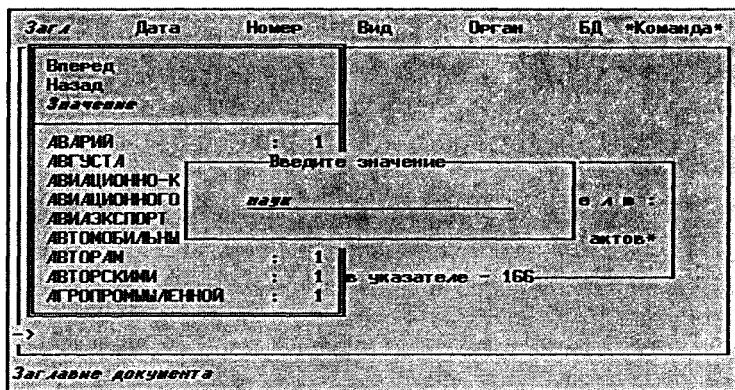 Загл Дата Номер Вид Орган БД *Команда*
Вперед
Назад
Значение
АВАРИЙ : 1
АВГУСТА
Введите значение
АВИАЦИОННО-К
АВИАЦИОННОГО
наук
е л ю :
АВИАЭКСПОРТ
АВТОМОБИЛЬНЫ
актов*
АВТОРАМ : 1
АВТОРСКИМИ : 1 в указателе - 166
АГРОПРОМЫШЛЕННОЙ : 1
->
Заглавие документа